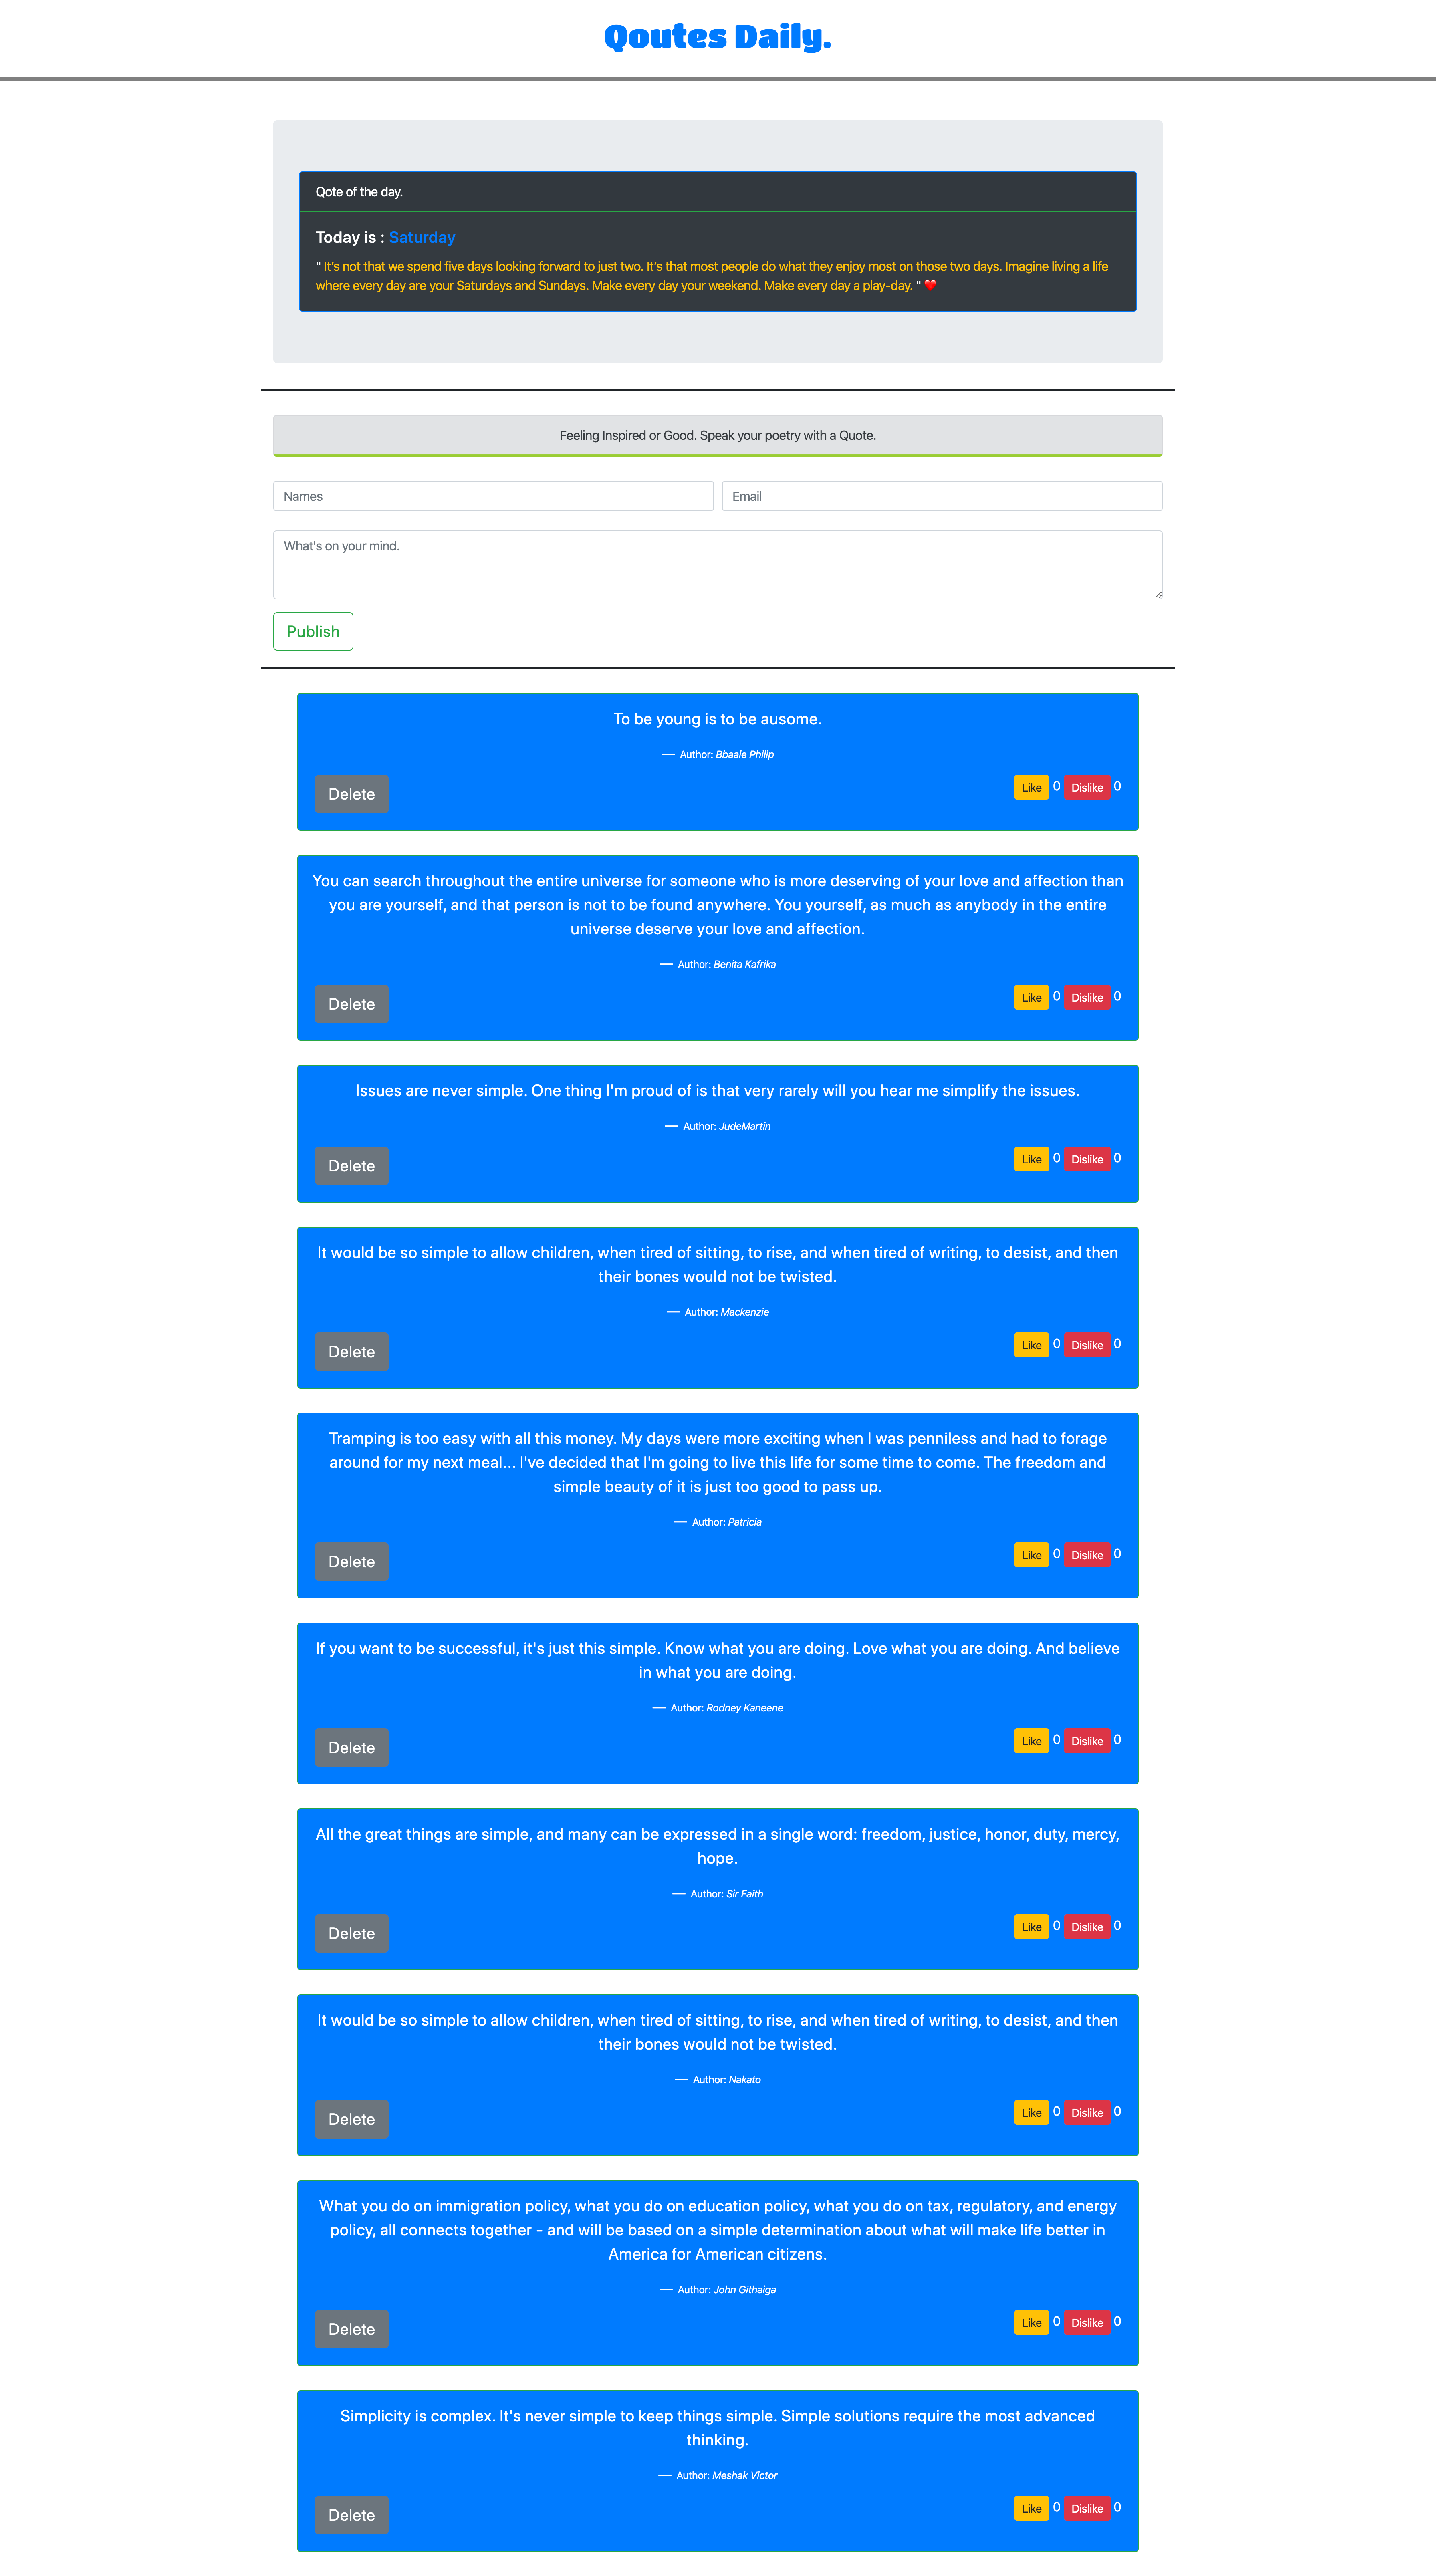 Qoutes Daily.
Qote of the day.
Today is : Saturday
" It's not that we spend five days looking forward to just two. It's that most people do what they enjoy most on those two days. Imagine living a life
where every day are your Saturdays and Sundays. Make every day your weekend. Make every day a play-day. " ❤️
Feeling Inspired or Good. Speak your poetry with a Quote.
Names Email
What's on your mind.
Publish
To be young is to be ausome.
— Author: Bbaale Philip
Delete Like 0 Dislike 0
You can search throughout the entire universe for someone who is more deserving of your love and affection than
you are yourself, and that person is not to be found anywhere. You yourself, as much as anybody in the entire
universe deserve your love and affection.
— Author: Benita Kafrika
Delete Like 0 Dislike 0
Issues are never simple. One thing I'm proud of is that very rarely will you hear me simplify the issues.
— Author: JudeMartin
Delete Like 0 Dislike 0
It would be so simple to allow children, when tired of sitting, to rise, and when tired of writing, to desist, and then
their bones would not be twisted.
— Author: Mackenzie
Delete Like 0 Dislike 0
Tramping is too easy with all this money. My days were more exciting when I was penniless and had to forage
around for my next meal... I've decided that I'm going to live this life for some time to come. The freedom and
simple beauty of it is just too good to pass up.
— Author: Patricia
Delete Like 0 Dislike 0
If you want to be successful, it's just this simple. Know what you are doing. Love what you are doing. And believe
in what you are doing.
— Author: Rodney Kaneene
Delete Like 0 Dislike 0
All the great things are simple, and many can be expressed in a single word: freedom, justice, honor, duty, mercy,
hope.
— Author: Sir Faith
Delete Like 0 Dislike 0
It would be so simple to allow children, when tired of sitting, to rise, and when tired of writing, to desist, and then
their bones would not be twisted.
— Author: Nakato
Delete Like 0 Dislike 0
What you do on immigration policy, what you do on education policy, what you do on tax, regulatory, and energy
policy, all connects together - and will be based on a simple determination about what will make life better in
America for American citizens.
— Author: John Githaiga
Delete Like 0 Dislike 0
Simplicity is complex. It's never simple to keep things simple. Simple solutions require the most advanced
thinking.
— Author: Meshak Victor
Delete Like 0 Dislike 0